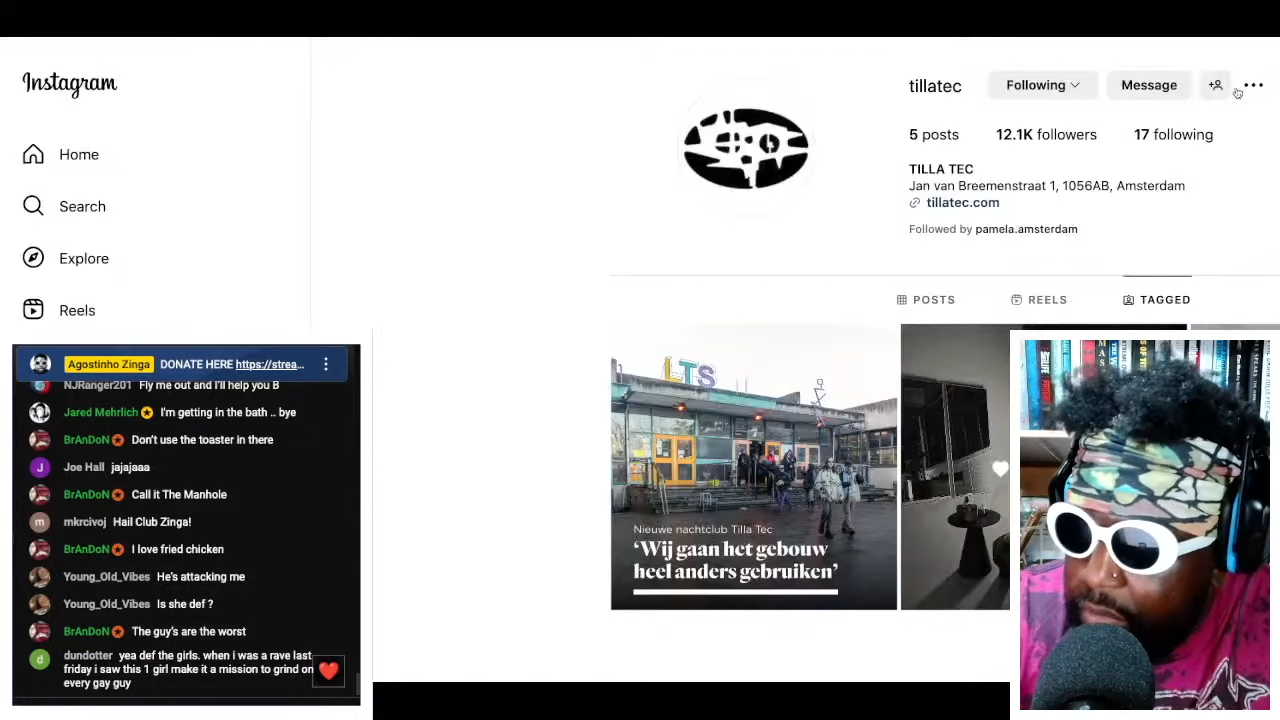 Instagram
Home
Search
Explore
Reels
tillatec
Following
Message
5 posts
12.1K followers
17 following
TILLA TEC
Jan van Breemenstraat 1, 1056AB, Amsterdam
tillatec.com
Followed by pamela.amsterdam
POSTS
REELS
TAGGED
LTS
Nieuwe nachtclub Tilla Tec
‘Wij gaan het gebouw
heel anders gebruiken’
Agostinho Zinga DONATE HERE https://strea...
NJRanger201 Fly me out and I'll help you B
Jared Mehrlich I'm getting in the bath .. bye
BrAnDoN Don't use the toaster in there
J Joe Hall jajajaaa
BrAnDoN Call it The Manhole
m mkrcivoj Hail Club Zinga!
BrAnDoN I love fried chicken
Young_Old_Vibes He's attacking me
Young_Old_Vibes Is she def ?
BrAnDoN The guy's are the worst
d dundotter yea def the girls. when i was a rave last
friday i saw this 1 girl make it a mission to grind on
every gay guy